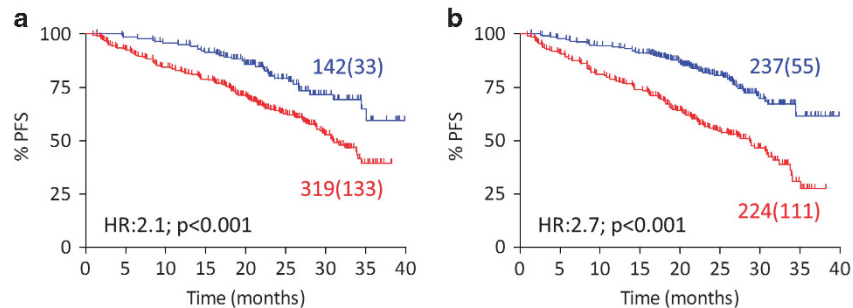 a
100
75
50
25
0
% PFS
142(33)
319(133)
HR:2.1; p<0.001
0 5 10 15 20 25 30 35 40
Time (months)
b
100
75
50
25
0
% PFS
237(55)
224(111)
HR:2.7; p<0.001
0 5 10 15 20 25 30 35 40
Time (months)